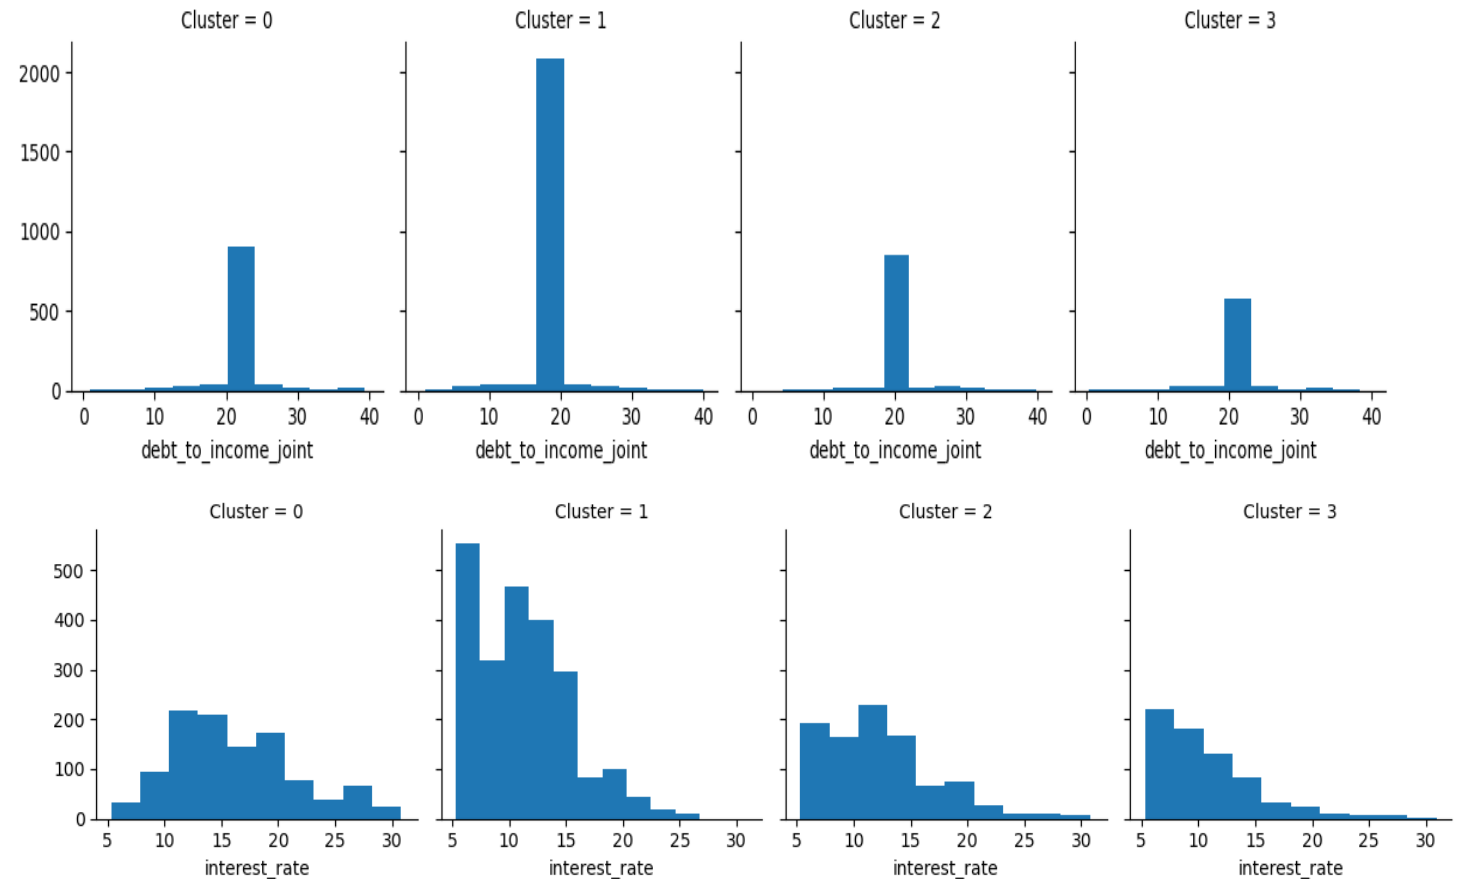 Cluster = 0 Cluster = 1 Cluster = 2 Cluster = 3
2000
1500
1000
500
0
0 10 20 30 40 0 10 20 30 40 0 10 20 30 40 0 10 20 30 40
debt_to_income_joint debt_to_income_joint debt_to_income_joint debt_to_income_joint
Cluster = 0 Cluster = 1 Cluster = 2 Cluster = 3
500
400
300
200
100
0
5 10 15 20 25 30 5 10 15 20 25 30 5 10 15 20 25 30 5 10 15 20 25 30
interest_rate interest_rate interest_rate interest_rate